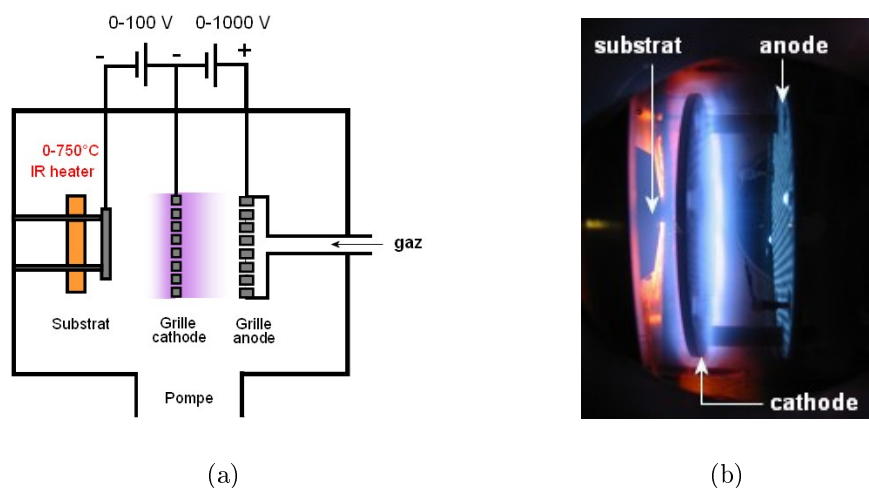 0-100 V 0-1000 V
- - +
0-750°C
IR heater
gaz
Substrat
Grille
cathode
Grille
anode
Pompe
(a)
substrat
anode
cathode
(b)